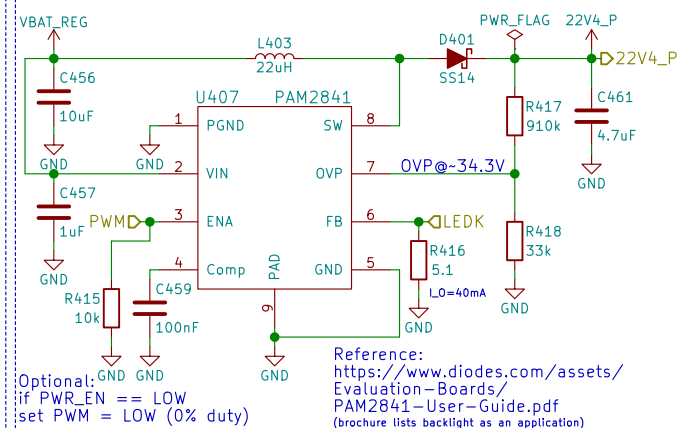 VBAT_REG
PWR_FLAG
22V4_P
L403
22uH
D401
SS14
22V4_P
C456
10uF
GND
U407
PAM2841
1
PGND
SW
8
GND
2
VIN
OVP
7
OVP@~34.3V
R417
910k
C461
4.7uF
GND
C457
1uF
GND
PWM
3
ENA
FB
6
LEDK
R416
5.1
I_O=40mA
GND
R418
33k
GND
4
Comp
PAD
GND
5
9
R415
10k
GND
C459
100nF
GND
GND
Optional:
if PWR_EN == LOW
set PWM = LOW (0% duty)
Reference:
https://www.diodes.com/assets/
Evaluation-Boards/
PAM2841-User-Guide.pdf
(brochure lists backlight as an application)